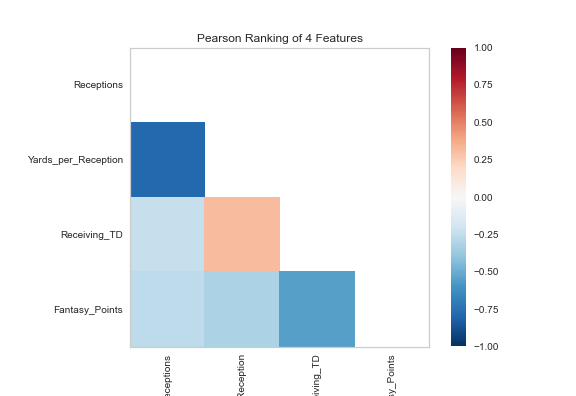 Pearson Ranking of 4 Features
Receptions
Yards_per_Reception
Receiving_TD
Fantasy_Points
1.00
0.75
0.50
0.25
0.00
−0.25
−0.50
−0.75
−1.00
eceptions
Reception
iving_TD
sy_Points